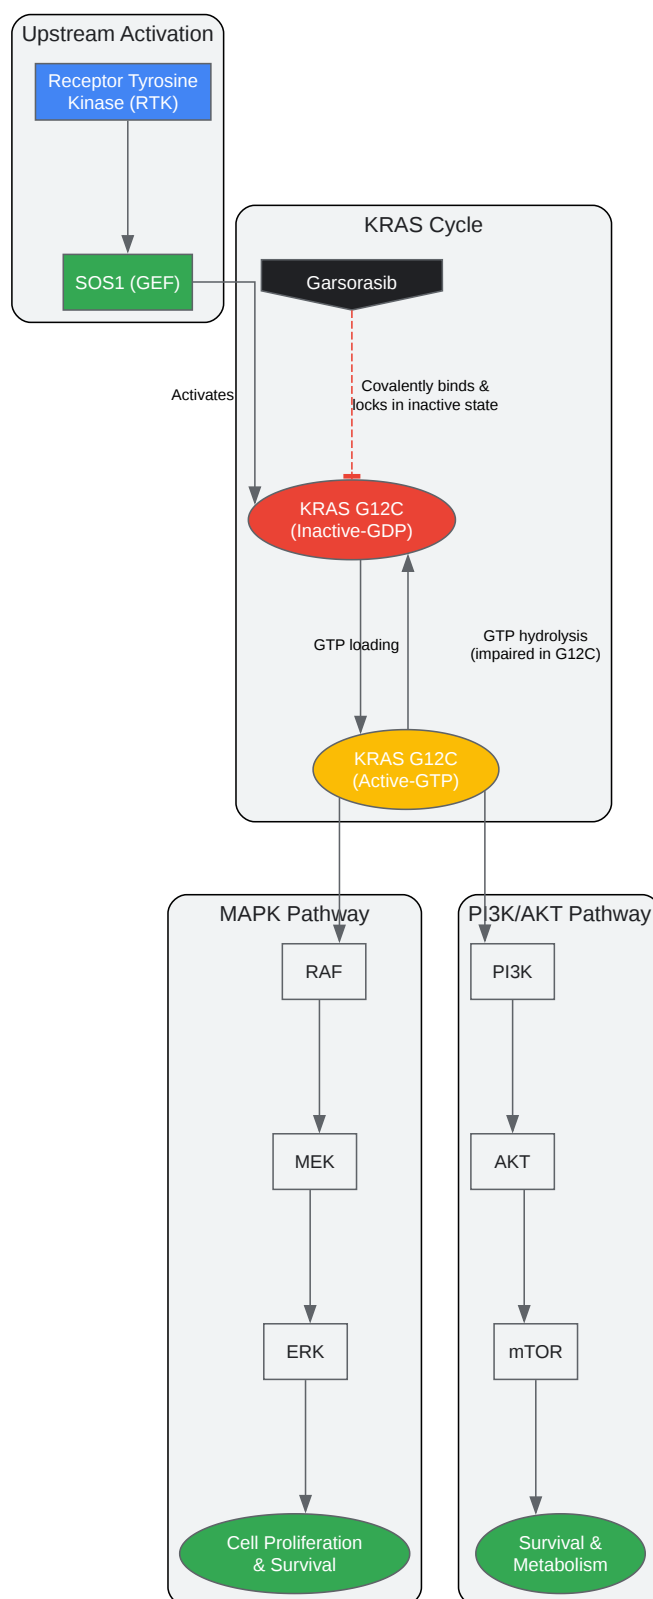 Upstream Activation
Receptor Tyrosine
Kinase (RTK)
SOS1 (GEF)
KRAS Cycle
Garsorasib
Activates
Covalently binds &
locks in inactive state
KRAS G12C
(Inactive-GDP)
GTP loading
GTP hydrolysis
(impaired in G12C)
KRAS G12C
(Active-GTP)
MAPK Pathway
RAF
MEK
ERK
Cell Proliferation
& Survival
PI3K/AKT Pathway
PI3K
AKT
mTOR
Survival &
Metabolism